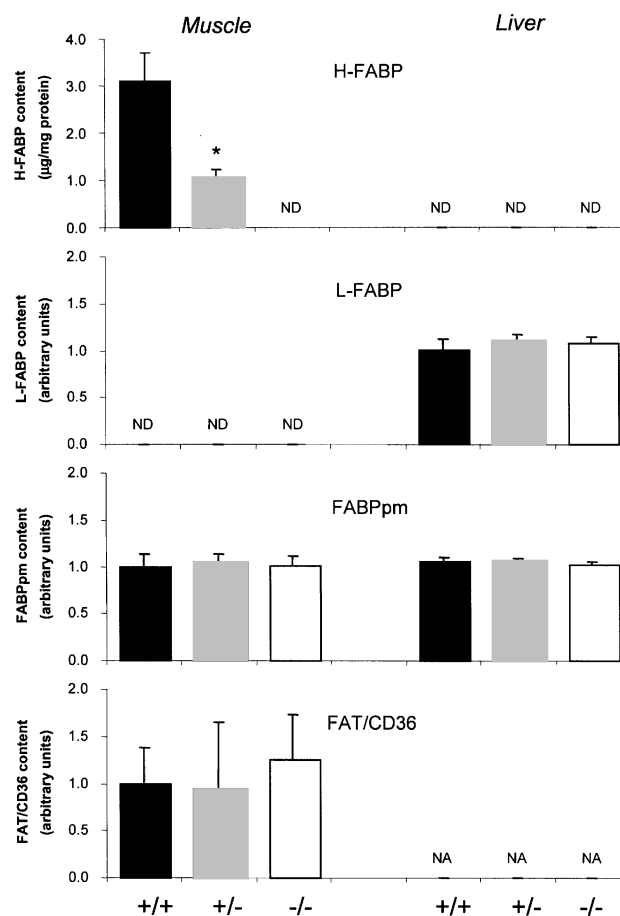 Muscle Liver
H-FABP content
(µg/mg protein)
4.0
3.0
2.0
1.0
0.0
H-FABP
*
ND ND ND ND
L-FABP content
(arbitrary units)
2.0
1.5
1.0
0.5
0.0
L-FABP
ND ND ND
FABPpm content
(arbitrary units)
2.0
1.5
1.0
0.5
0.0
FABPpm
FAT/CD36 content
(arbitrary units)
2.0
1.5
1.0
0.5
0.0
FAT/CD36
NA NA NA
+/+ +/- -/- +/+ +/- -/-